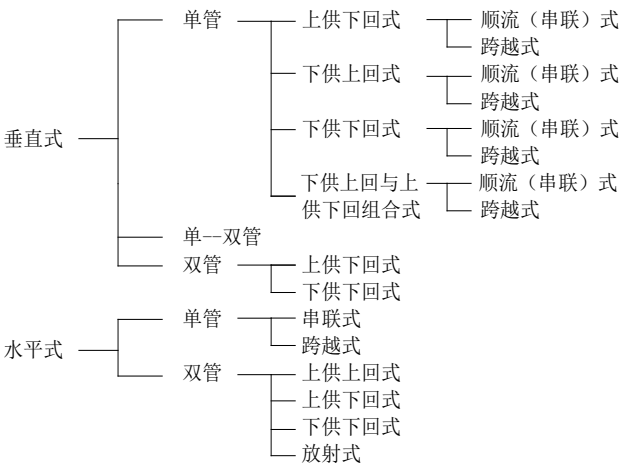 单管 上供下回式 顺流（串联）式
跨越式
下供上回式 顺流（串联）式
跨越式
下供下回式 顺流（串联）式
垂直式
跨越式
下供上回与上 顺流（串联）式
供下回组合式 跨越式
单--双管
双管 上供下回式
下供下回式
单管 串联式
水平式 跨越式
双管 上供上回式
上供下回式
下供下回式
放射式